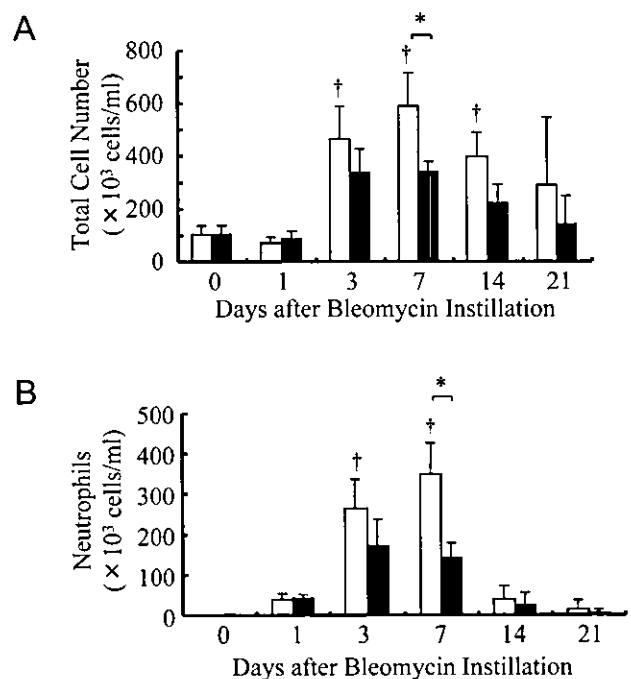 A
*
†
†
†
Total Cell Number
( × 10³ cells/ml)
800
600
400
200
0
0 1 3 7 14 21
Days after Bleomycin Instillation
B
*
†
†
Neutrophils
( × 10³ cells/ml)
500
400
300
200
100
0
0 1 3 7 14 21
Days after Bleomycin Instillation